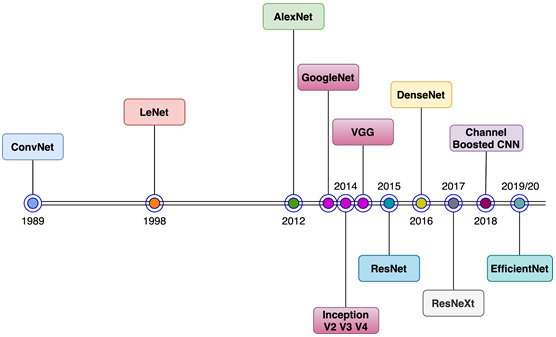 AlexNet
GoogleNet
DenseNet
LeNet
VGG
Channel
Boosted CNN
ConvNet
2014
2015
2017
2019/20
1989
1998
2012
2016
2018
ResNet
EfficientNet
ResNeXt
Inception
V2 V3 V4